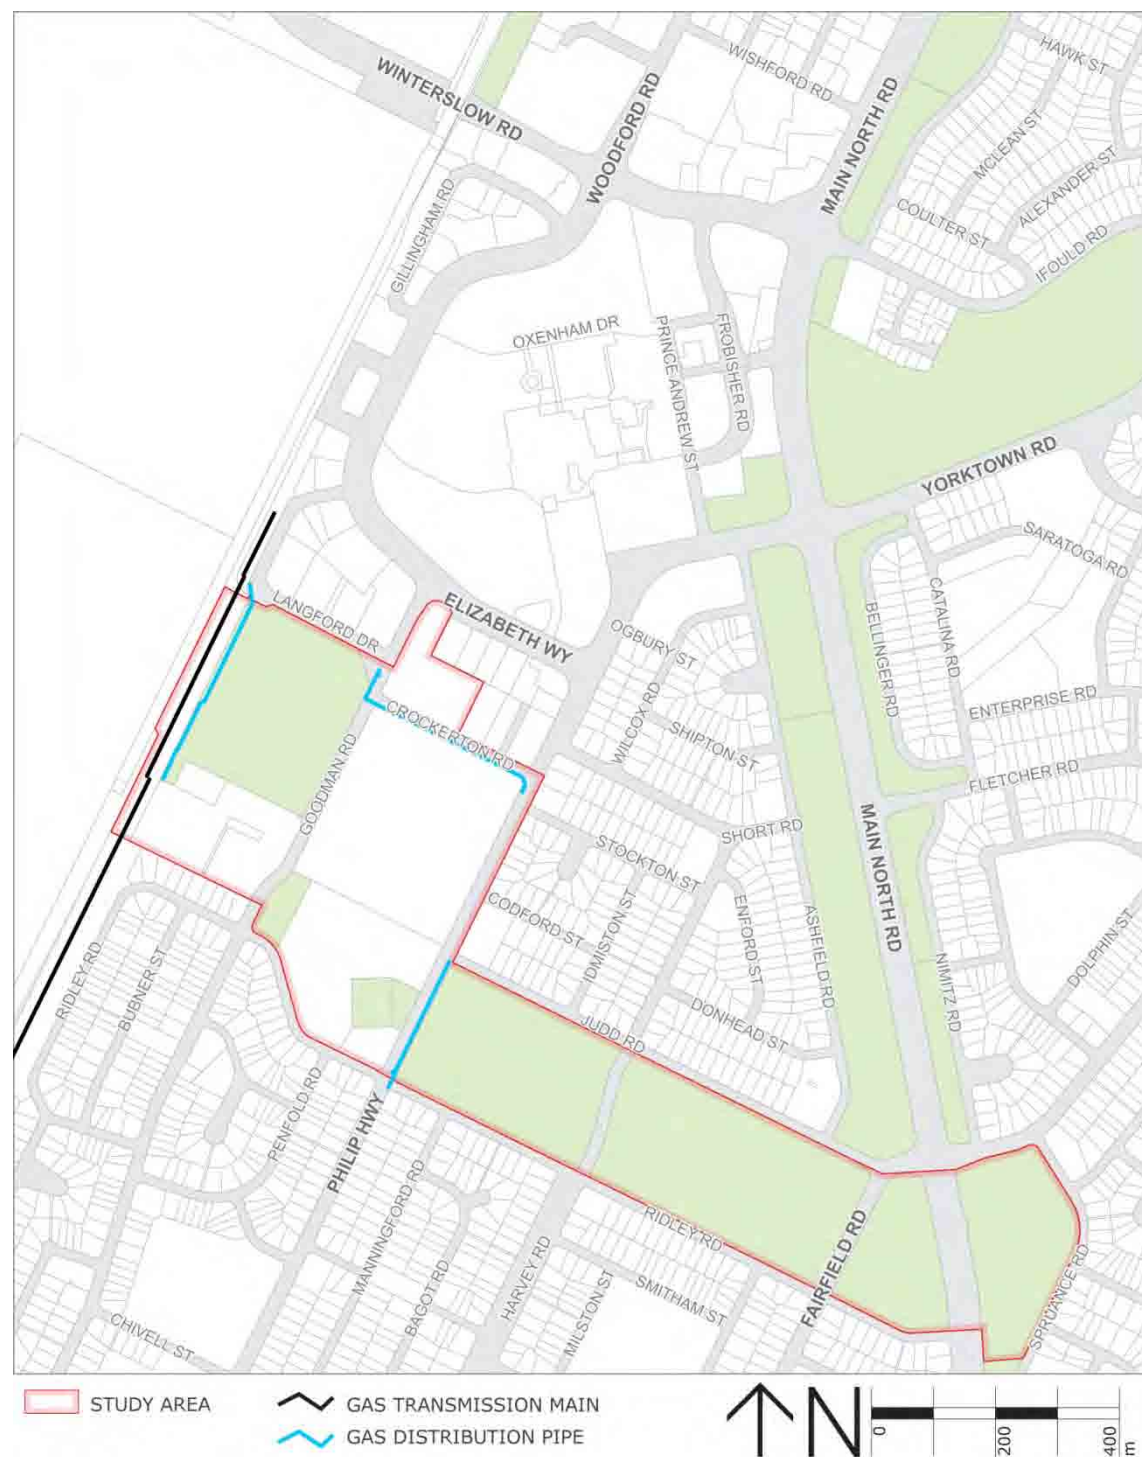 HAWK ST
WISHFORD RD
WINTERSLOW RD
WOODFORD RD
MAIN NORTH RD
MCLEAN ST
ALEXANDER ST
COULTER ST
IFOULD RD
GILLINGHAM RD
OXENHAM DR
PRINCE ANDREW ST
FROBISHER RD
YORKTOWN RD
SARATOGA RD
CATALINA RD
BELLINGER RD
LANGFORD DR
ELIZABETH WY
OGBURY ST
WILCOX RD
SHIPTON ST
ENTERPRISE RD
FLETCHER RD
CROCKERTON RD
GOODMAN RD
SHORT RD
MAIN NORTH RD
STOCKTON ST
CODFORD ST
IDMISTON ST
ENFORD ST
ASHFIELD RD
DOLPHIN ST
NIMITZ RD
RIDLEY RD
BUBNER ST
DONHEAD ST
JUDD RD
PENFOLD RD
PHILIP HWY
MANNINGFORD RD
BAGOT RD
HARVEY RD
RIDLEY RD
FAIRFIELD RD
SPRUANCE RD
SMITHAM ST
MILSTON ST
CHIVELL ST
STUDY AREA
GAS TRANSMISSION MAIN
GAS DISTRIBUTION PIPE
N
0
200
400
m